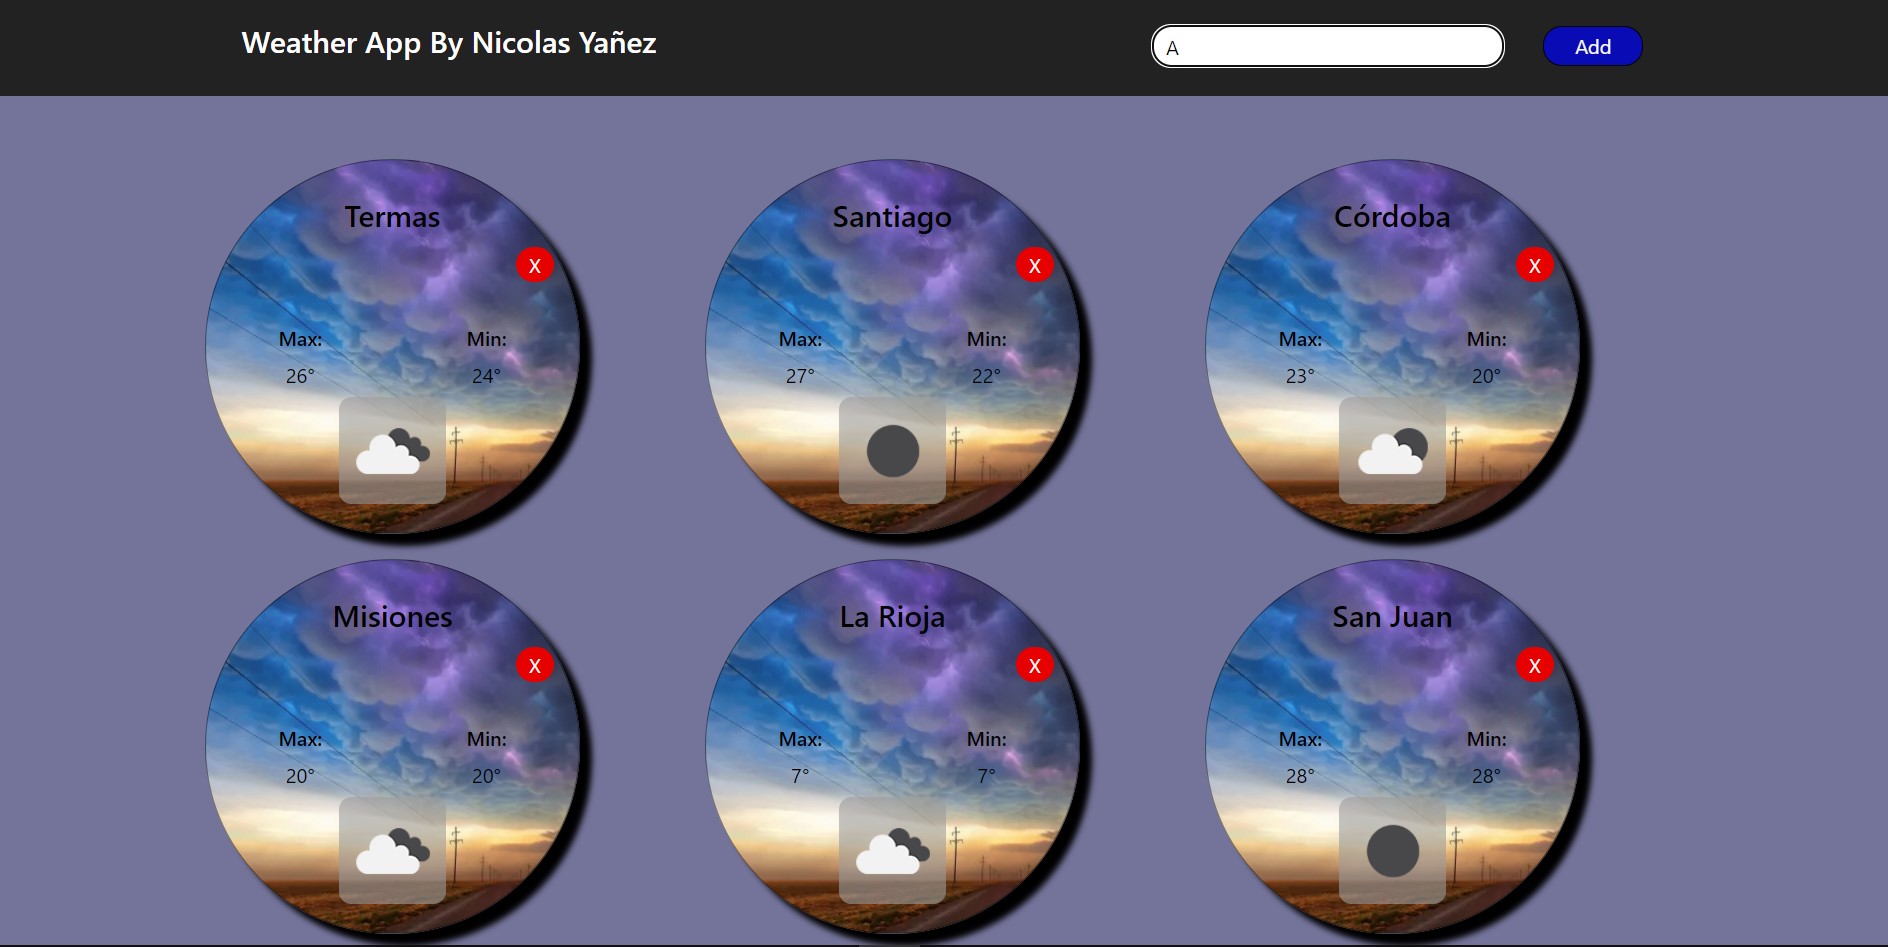 Weather App By Nicolas Yañez
A
Add
Termas
X
Max:
Min:
26°
24°
Santiago
X
Max:
Min:
27°
22°
Córdoba
X
Max:
Min:
23°
20°
Misiones
X
Max:
Min:
20°
20°
La Rioja
X
Max:
Min:
7°
7°
San Juan
X
Max:
Min:
28°
28°